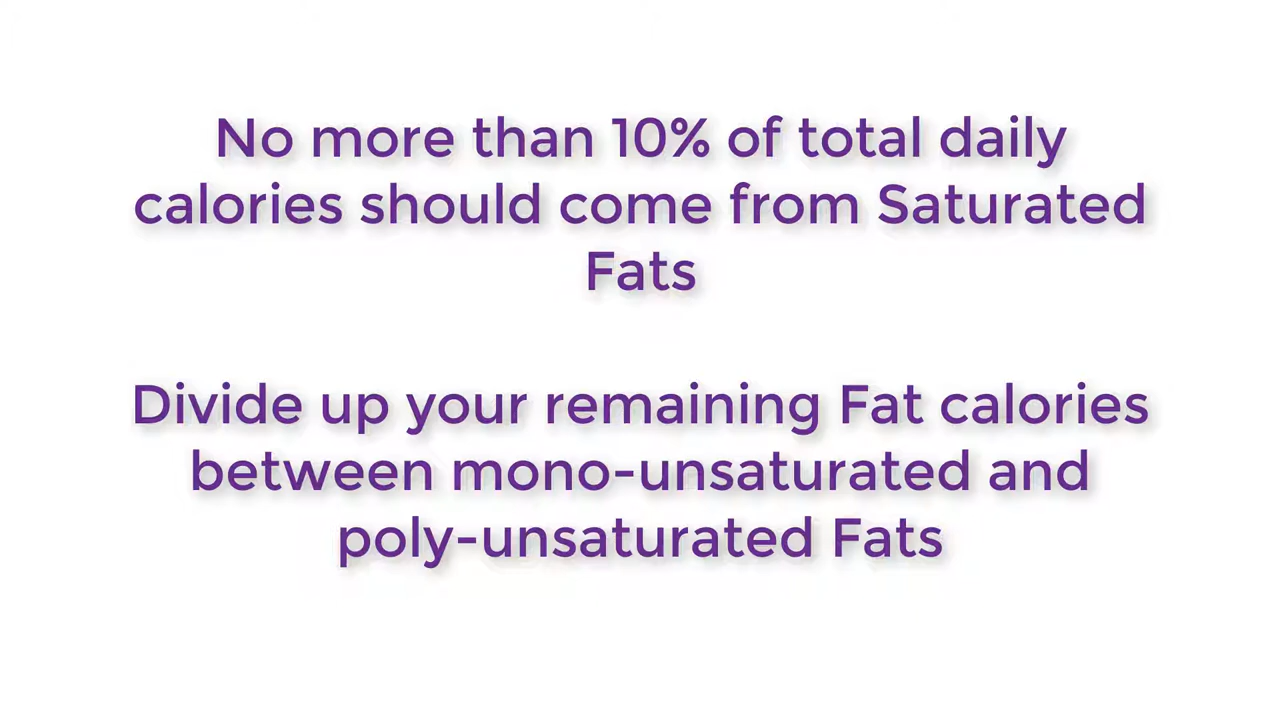 No more than 10% of total daily
calories should come from Saturated
Fats
Divide up your remaining Fat calories
between mono-unsaturated and
poly-unsaturated Fats